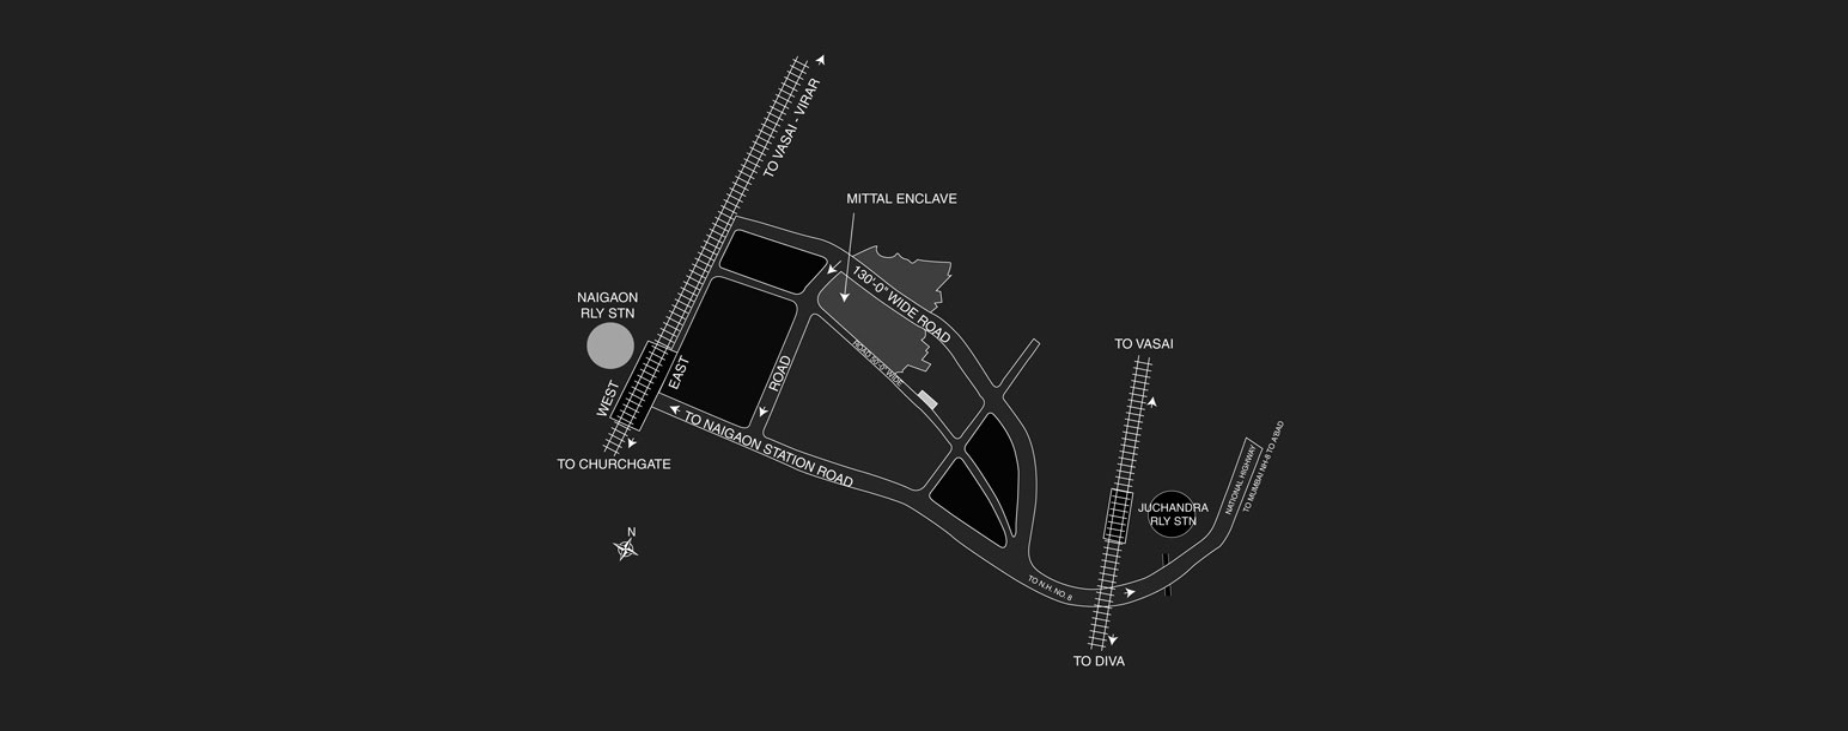 TO VASAI - VIRAR
MITTAL ENCLAVE
130'-0" WIDE ROAD
NAIGAON
RLY STN
WEST
EAST
ROAD
ROAD 50'-0" WIDE
TO NAIGAON STATION ROAD
TO CHURCHGATE
N
TO VASAI
JUCHANDRA
RLY STN
NATIONAL HIGHWAY
TO MUMBAI NH-8 TO A'BAD
TO N.H. NO. 8
TO DIVA